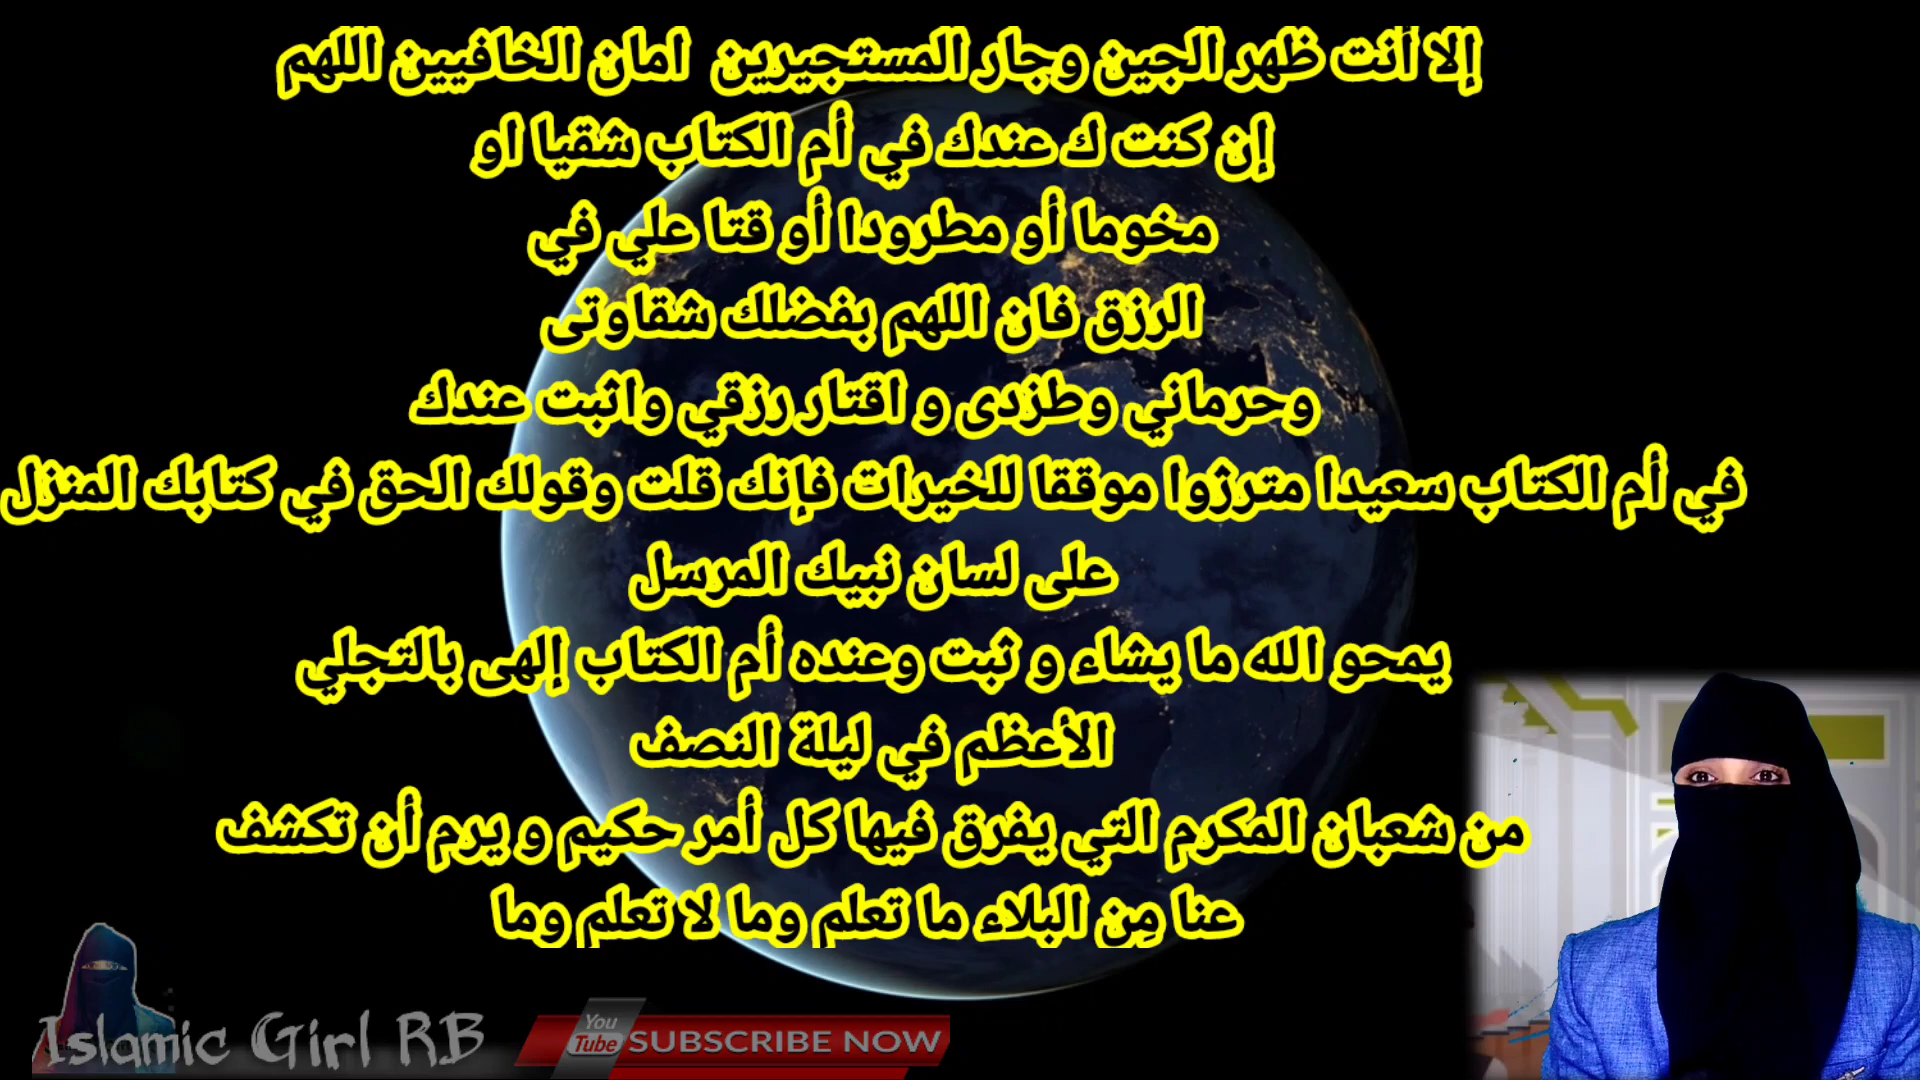 إلا أنت ظهر الجين وجار المستجيرين امان الخافيين اللهم
إن كنت ك عندك في أم الكتاب شقيا او
مخوما أو مطرودا أو قتا علي في
الرزق فان اللهم بفضلك شقاوتى
وحرماني وطزدى و اقتار رزقي واثبت عندك
في أم الكتاب سعيدا مترزوا موققا للخيرات فإنك قلت وقولك الحق في كتابك المنزل
على لسان نبيك المرسل
يمحو الله ما يشاء و ثبت وعنده أم الكتاب إلهى بالتجلي
الأعظم في ليلة النصف
من شعبان المكرم التي يفرق فيها كل أمر حكيم و يرم أن تكشف
عنا مِن البلاء ما تعلم وما لا تعلم وما
Islamic Girl RB
You Tube SUBSCRIBE NOW